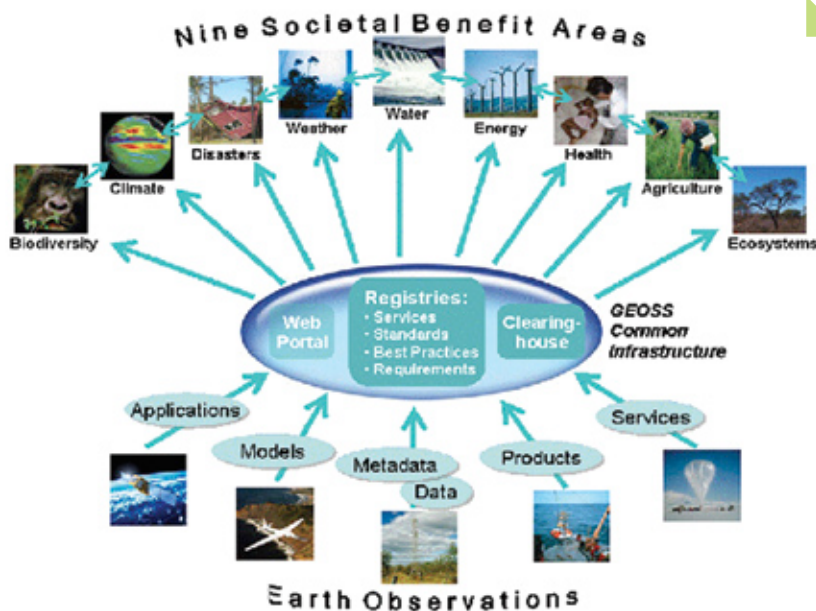 Nine Societal Benefit Areas
Water
Weather
Energy
Disasters
Health
Climate
Agriculture
Biodiversity
Ecosystems
Web
Portal
Registries:
• Services
• Standards
• Best Practices
• Requirements
Clearing-
house
GEOSS
Common
Infrastructure
Applications
Models
Metadata
Data
Products
Services
Earth Observations